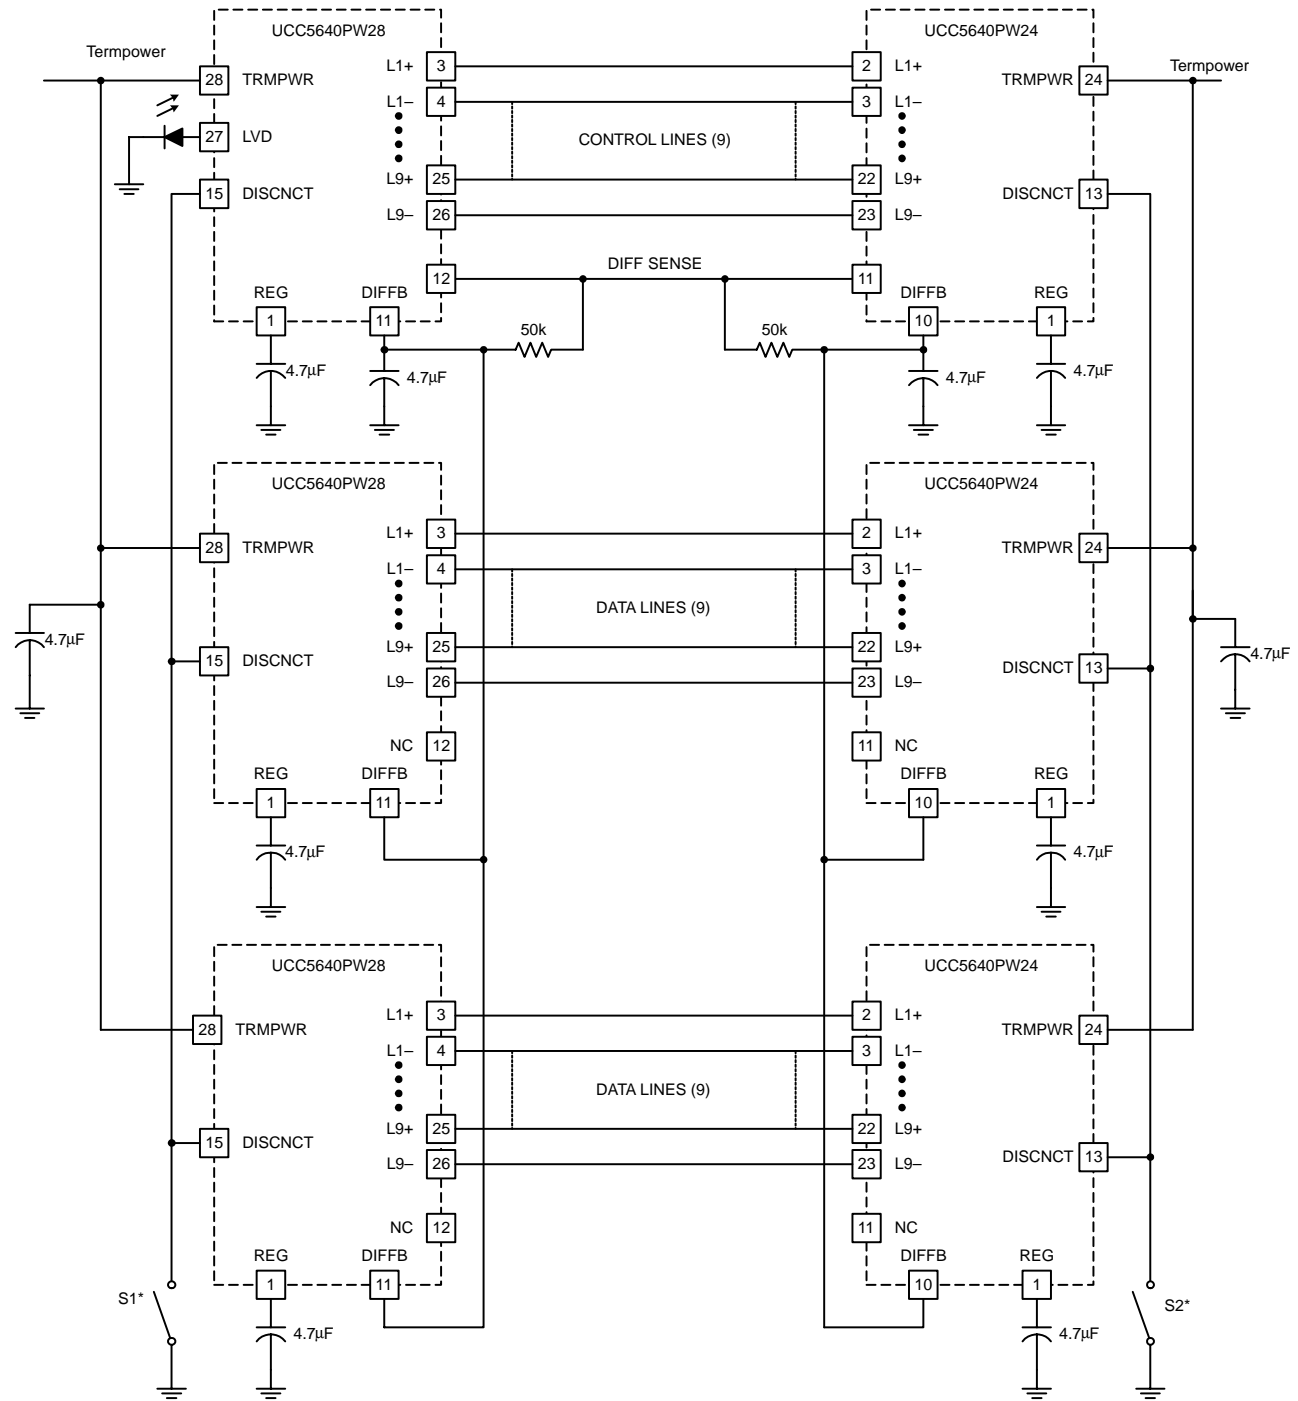 UCC5640PW28
UCC5640PW24
Termpower
Termpower
28 TRMPWR
L1+ 3
2 L1+
TRMPWR 24
L1– 4
3 L1–
27 LVD
CONTROL LINES (9)
15 DISCNCT
L9+ 25
22 L9+
DISCNCT 13
L9– 26
23 L9–
12
DIFF SENSE
11
REG
DIFFB
DIFFB
REG
1
11
10
1
50k
50k
4.7µF
4.7µF
4.7µF
4.7µF
UCC5640PW28
UCC5640PW24
L1+ 3
2 L1+
28 TRMPWR
TRMPWR 24
L1– 4
3 L1–
DATA LINES (9)
4.7µF
4.7µF
L9+ 25
22 L9+
15 DISCNCT
DISCNCT 13
L9– 26
23 L9–
NC 12
11 NC
REG
DIFFB
DIFFB
REG
1
11
10
1
4.7µF
4.7µF
UCC5640PW28
UCC5640PW24
L1+ 3
2 L1+
28 TRMPWR
TRMPWR 24
L1– 4
3 L1–
DATA LINES (9)
L9+ 25
22 L9+
15 DISCNCT
DISCNCT 13
L9– 26
23 L9–
NC 12
11 NC
REG
DIFFB
DIFFB
REG
1
11
10
1
S1*
S2*
4.7µF
4.7µF